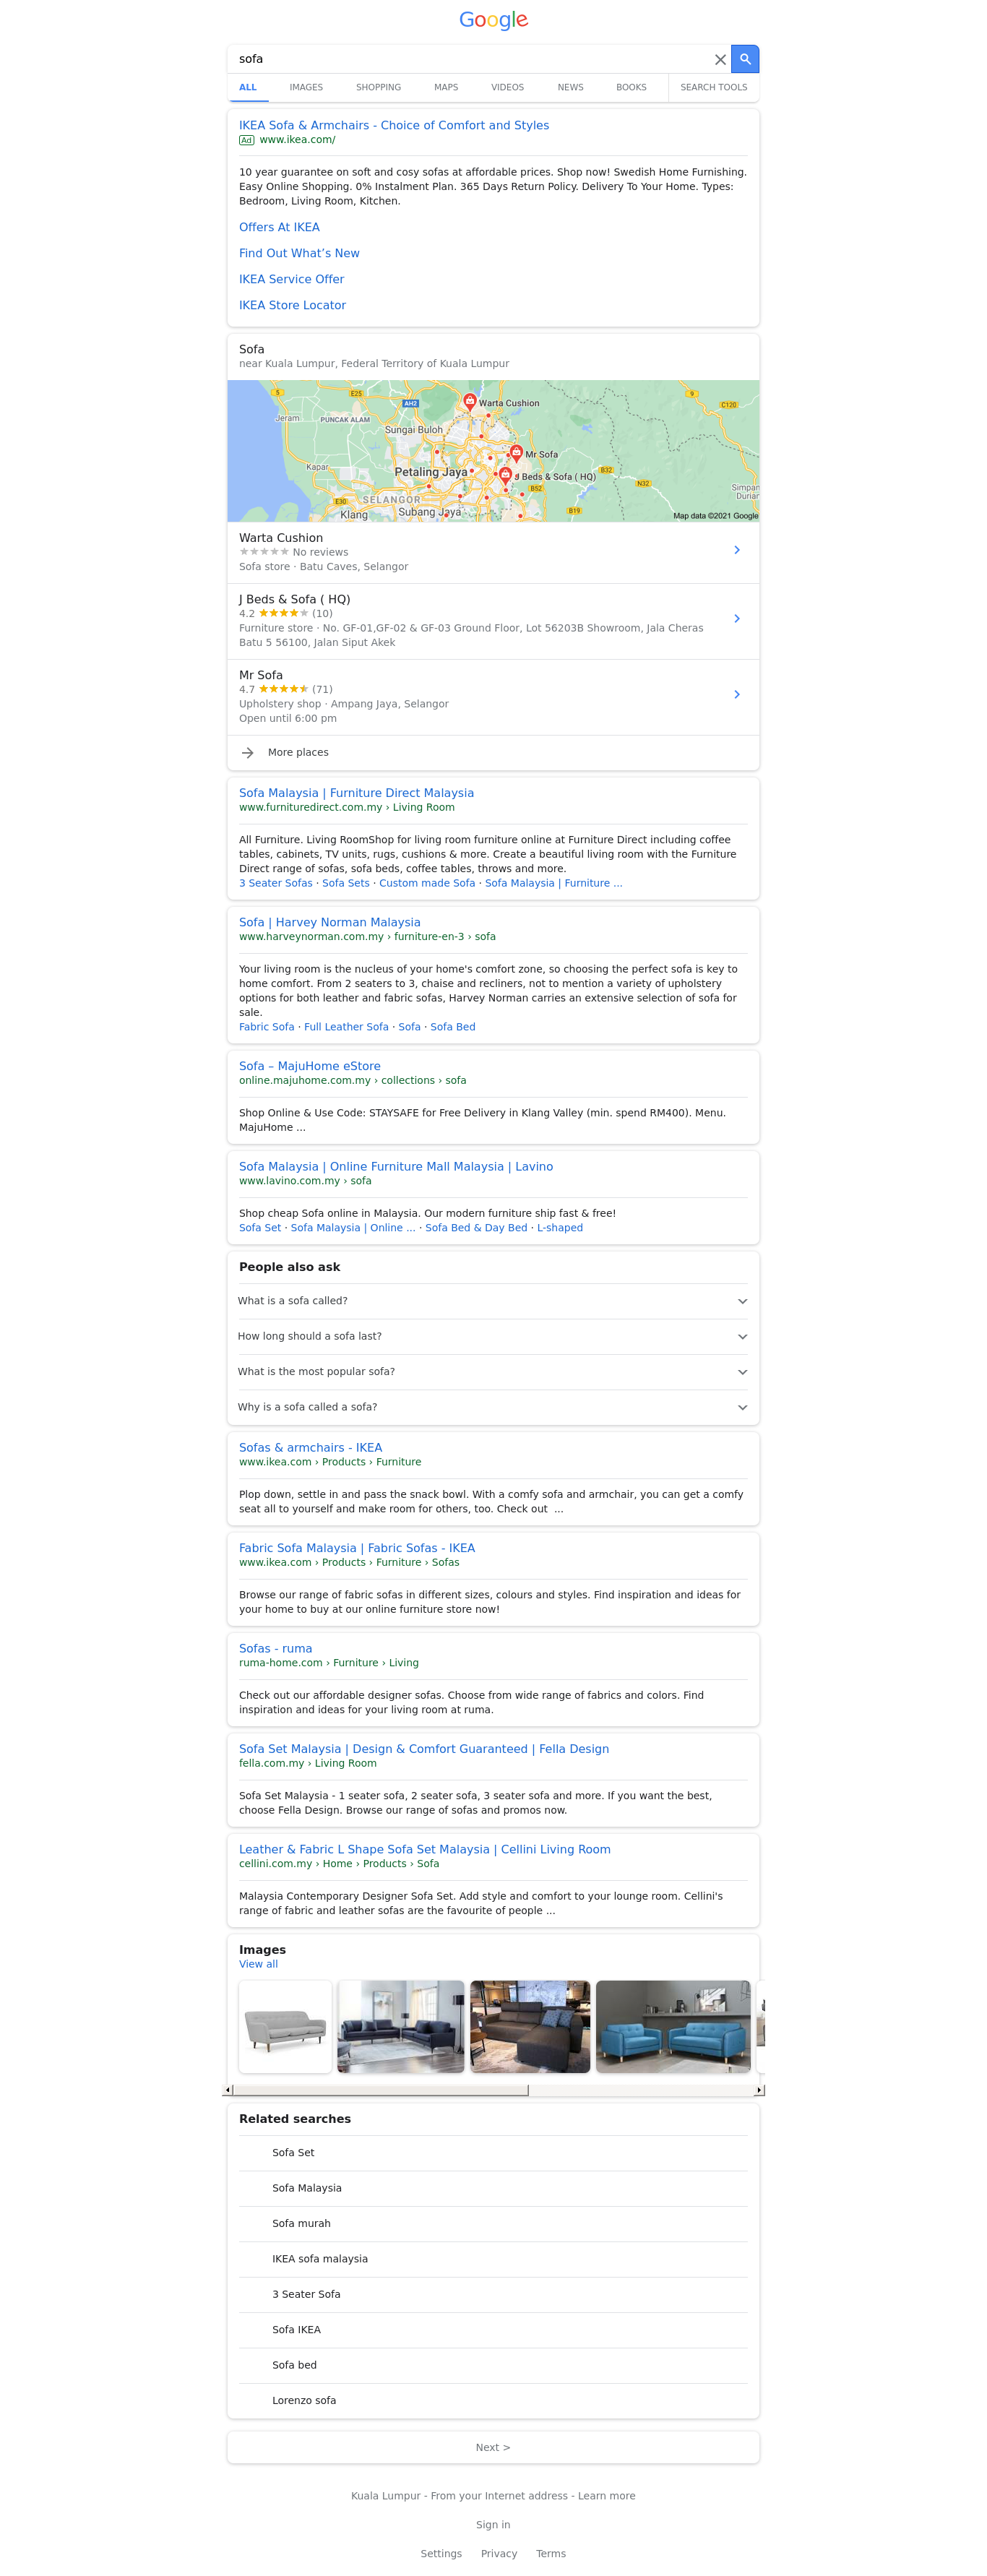 Google
sofa
ALL IMAGES SHOPPING MAPS VIDEOS NEWS BOOKS SEARCH TOOLS
IKEA Sofa & Armchairs - Choice of Comfort and Styles
Ad www.ikea.com/
10 year guarantee on soft and cosy sofas at affordable prices. Shop now! Swedish Home Furnishing.
Easy Online Shopping. 0% Instalment Plan. 365 Days Return Policy. Delivery To Your Home. Types:
Bedroom, Living Room, Kitchen.
Offers At IKEA
Find Out What’s New
IKEA Service Offer
IKEA Store Locator
Sofa
near Kuala Lumpur, Federal Territory of Kuala Lumpur
5 E25 AH2 9 C120
Jeram
PUNCAK ALAM
Warta Cushion
Sungai Buloh
Mr Sofa
Kapar
Petaling Jaya
J Beds & Sofa ( HQ)
B32
N32
B52
SELANGOR
E30
Klang
Subang Jaya
B19
Map data ©2021 Google
Warta Cushion
No reviews
Sofa store · Batu Caves, Selangor
J Beds & Sofa ( HQ)
4.2 (10)
Furniture store · No. GF-01,GF-02 & GF-03 Ground Floor, Lot 56203B Showroom, Jala Cheras
Batu 5 56100, Jalan Siput Akek
Mr Sofa
4.7 (71)
Upholstery shop · Ampang Jaya, Selangor
Open until 6:00 pm
More places
Sofa Malaysia | Furniture Direct Malaysia
www.furnituredirect.com.my › Living Room
All Furniture. Living RoomShop for living room furniture online at Furniture Direct including coffee
tables, cabinets, TV units, rugs, cushions & more. Create a beautiful living room with the Furniture
Direct range of sofas, sofa beds, coffee tables, throws and more.
3 Seater Sofas · Sofa Sets · Custom made Sofa · Sofa Malaysia | Furniture ...
Sofa | Harvey Norman Malaysia
www.harveynorman.com.my › furniture-en-3 › sofa
Your living room is the nucleus of your home's comfort zone, so choosing the perfect sofa is key to
home comfort. From 2 seaters to 3, chaise and recliners, not to mention a variety of upholstery
options for both leather and fabric sofas, Harvey Norman carries an extensive selection of sofa for
sale.
Fabric Sofa · Full Leather Sofa · Sofa · Sofa Bed
Sofa – MajuHome eStore
online.majuhome.com.my › collections › sofa
Shop Online & Use Code: STAYSAFE for Free Delivery in Klang Valley (min. spend RM400). Menu.
MajuHome ...
Sofa Malaysia | Online Furniture Mall Malaysia | Lavino
www.lavino.com.my › sofa
Shop cheap Sofa online in Malaysia. Our modern furniture ship fast & free!
Sofa Set · Sofa Malaysia | Online ... · Sofa Bed & Day Bed · L-shaped
People also ask
What is a sofa called?
How long should a sofa last?
What is the most popular sofa?
Why is a sofa called a sofa?
Sofas & armchairs - IKEA
www.ikea.com › Products › Furniture
Plop down, settle in and pass the snack bowl. With a comfy sofa and armchair, you can get a comfy
seat all to yourself and make room for others, too. Check out ...
Fabric Sofa Malaysia | Fabric Sofas - IKEA
www.ikea.com › Products › Furniture › Sofas
Browse our range of fabric sofas in different sizes, colours and styles. Find inspiration and ideas for
your home to buy at our online furniture store now!
Sofas - ruma
ruma-home.com › Furniture › Living
Check out our affordable designer sofas. Choose from wide range of fabrics and colors. Find
inspiration and ideas for your living room at ruma.
Sofa Set Malaysia | Design & Comfort Guaranteed | Fella Design
fella.com.my › Living Room
Sofa Set Malaysia - 1 seater sofa, 2 seater sofa, 3 seater sofa and more. If you want the best,
choose Fella Design. Browse our range of sofas and promos now.
Leather & Fabric L Shape Sofa Set Malaysia | Cellini Living Room
cellini.com.my › Home › Products › Sofa
Malaysia Contemporary Designer Sofa Set. Add style and comfort to your lounge room. Cellini's
range of fabric and leather sofas are the favourite of people ...
Images
View all
Related searches
Sofa Set
Sofa Malaysia
Sofa murah
IKEA sofa malaysia
3 Seater Sofa
Sofa IKEA
Sofa bed
Lorenzo sofa
Next >
Kuala Lumpur - From your Internet address - Learn more
Sign in
Settings Privacy Terms